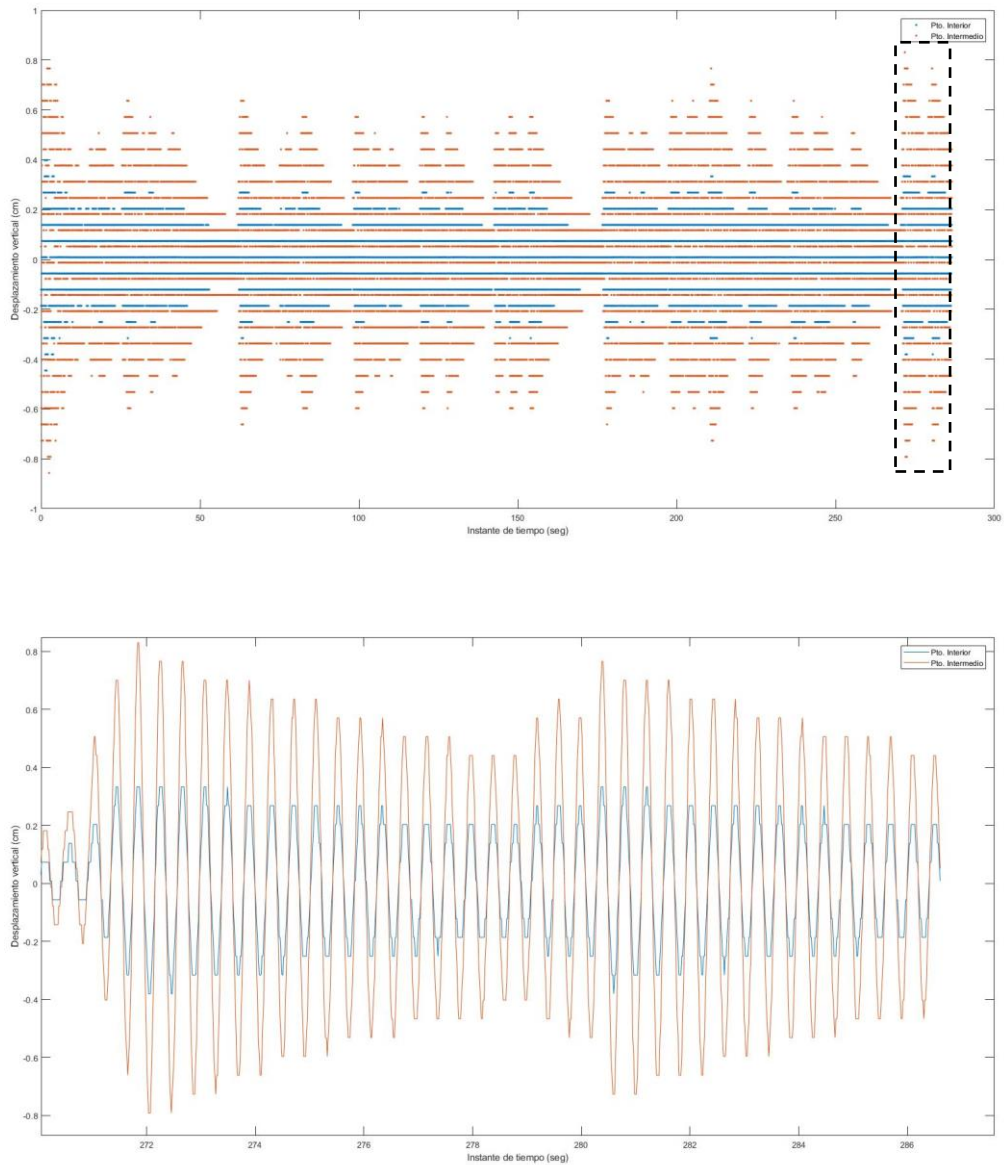 1
Pto. Interior
Pto. Intermedio
0.8
0.6
0.4
0.2
0
-0.2
-0.4
-0.6
-0.8
-1
Desplazamiento vertical (cm)
0 50 100 150 200 250 300
Instante de tiempo (seg)
Pto. Interior
Pto. Intermedio
0.8
0.6
0.4
0.2
0
-0.2
-0.4
-0.6
-0.8
Desplazamiento vertical (cm)
272 274 276 278 280 282 284 286
Instante de tiempo (seg)